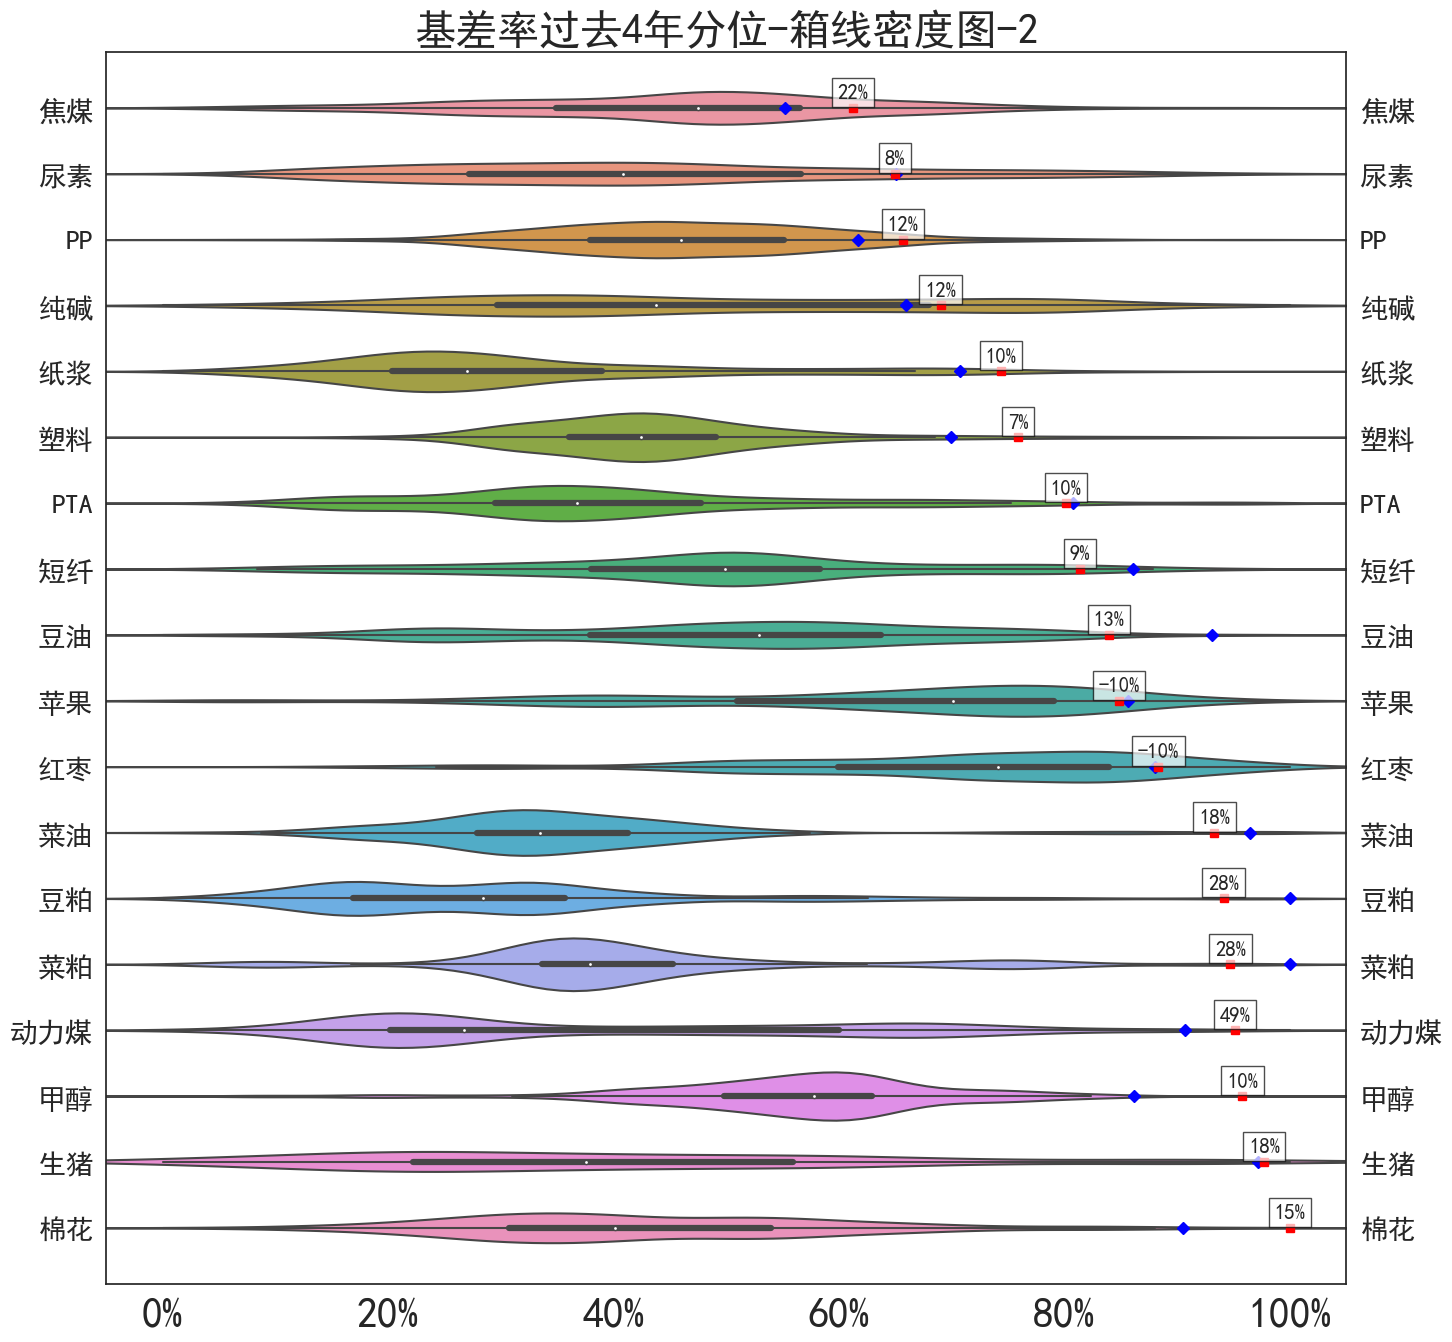 基差率过去4年分位-箱线密度图-2
焦煤 22% 焦煤
尿素 8% 尿素
PP 12% PP
纯碱 12% 纯碱
纸浆 10% 纸浆
塑料 7% 塑料
PTA 10% PTA
短纤 9% 短纤
豆油 13% 豆油
苹果 -10% 苹果
红枣 -10% 红枣
菜油 18% 菜油
豆粕 28% 豆粕
菜粕 28% 菜粕
动力煤 49% 动力煤
甲醇 10% 甲醇
生猪 18% 生猪
棉花 15% 棉花
0% 20% 40% 60% 80% 100%